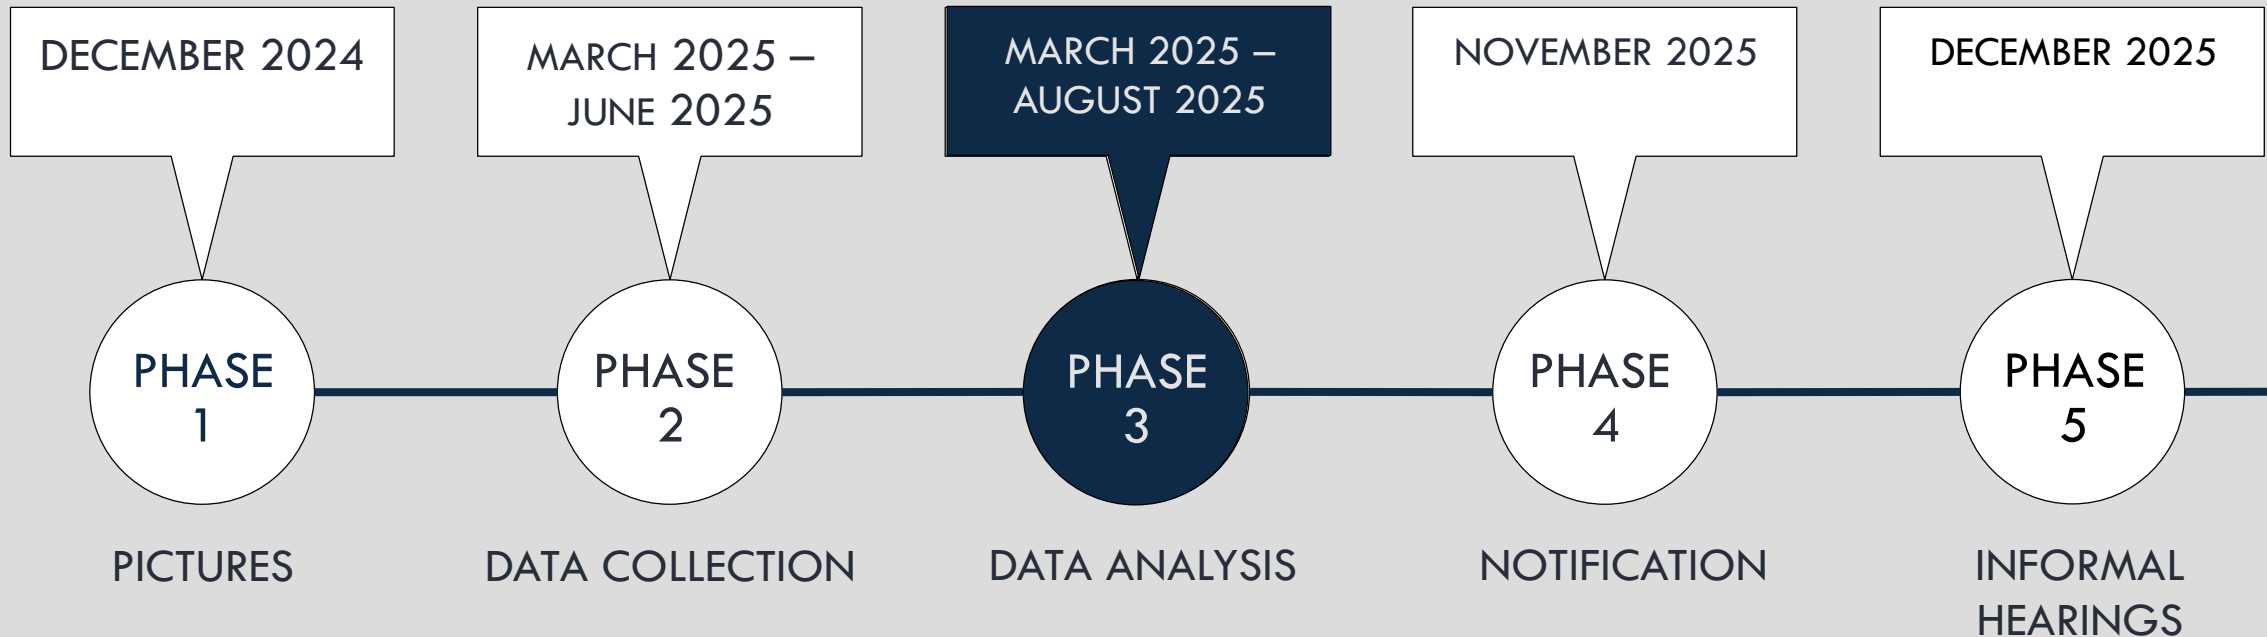 DECEMBER 2024
MARCH 2025 –
JUNE 2025
MARCH 2025 –
AUGUST 2025
NOVEMBER 2025
DECEMBER 2025
PHASE
1
PHASE
2
PHASE
3
PHASE
4
PHASE
5
PICTURES
DATA COLLECTION
DATA ANALYSIS
NOTIFICATION
INFORMAL
HEARINGS